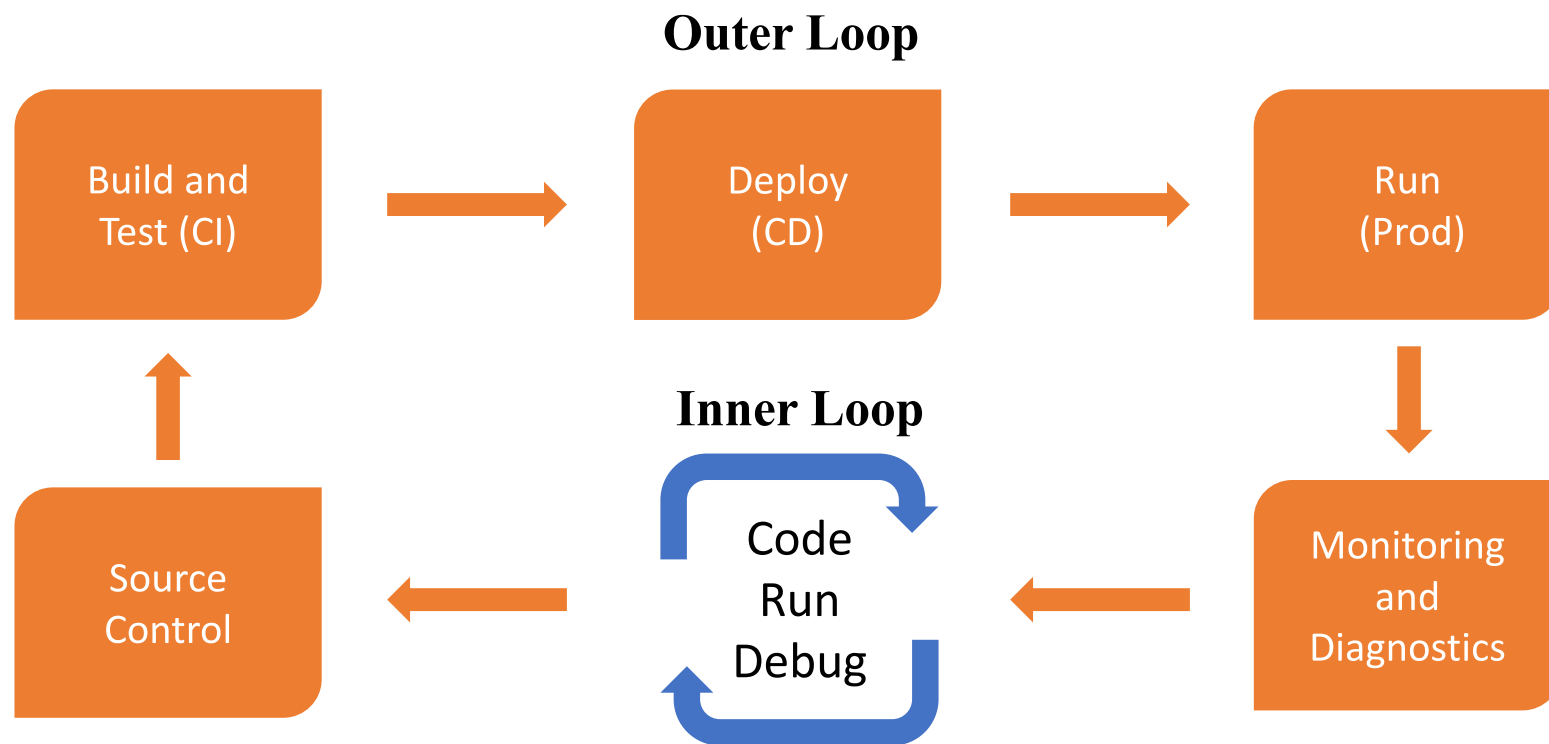 Outer Loop
Build and
Test (CI)
Deploy
(CD)
Run
(Prod)
Inner Loop
Source
Control
Code
Run
Debug
Monitoring
and
Diagnostics